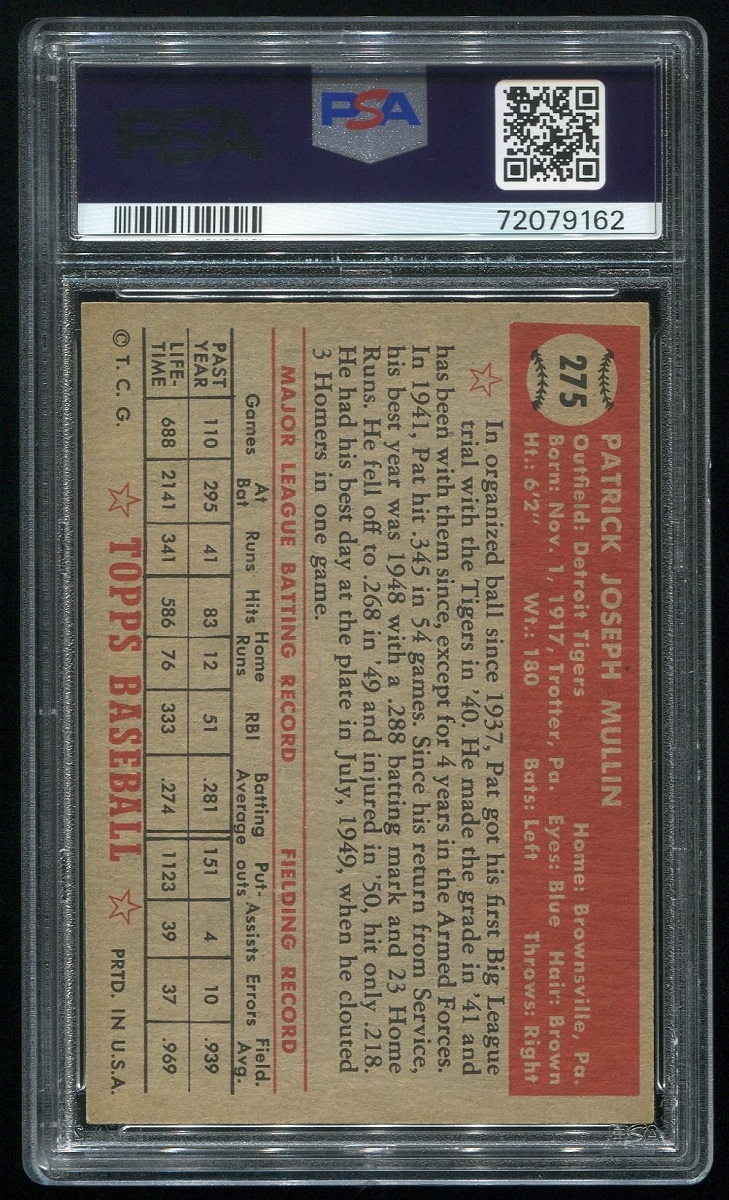 PSA
PSA
72079162
275
PATRICK JOSEPH MULLIN
Outfield: Detroit Tigers Home: Brownsville, Pa.
Born: Nov. 1, 1917, Trotter, Pa. Eyes: Blue Hair: Brown
Ht.: 6'2" Wt.: 180 Bats: Left Throws: Right
In organized ball since 1937, Pat got his first Big League
trial with the Tigers in '40. He made the grade in '41 and
has been with them since, except for 4 years in the Armed Forces.
In 1941, Pat hit .345 in 54 games. Since his return from Service,
his best year was 1948 with a .288 batting mark and 23 Home
Runs. He fell off to .268 in '49 and injured in '50, hit only .218.
He had his best day at the plate in July, 1949, when he clouted
3 Homers in one game.
MAJOR LEAGUE BATTING RECORD FIELDING RECORD
Games At Bat Runs Hits Home Runs RBI Batting Average Put-outs Assists Errors Field. Avg.
PAST YEAR 110 295 41 83 12 51 .281 151 4 10 .939
LIFE-TIME 688 2141 341 586 76 333 .274 1123 39 37 .969
© T. C. G. TOPPS BASEBALL PRTD. IN U.S.A.
PSA